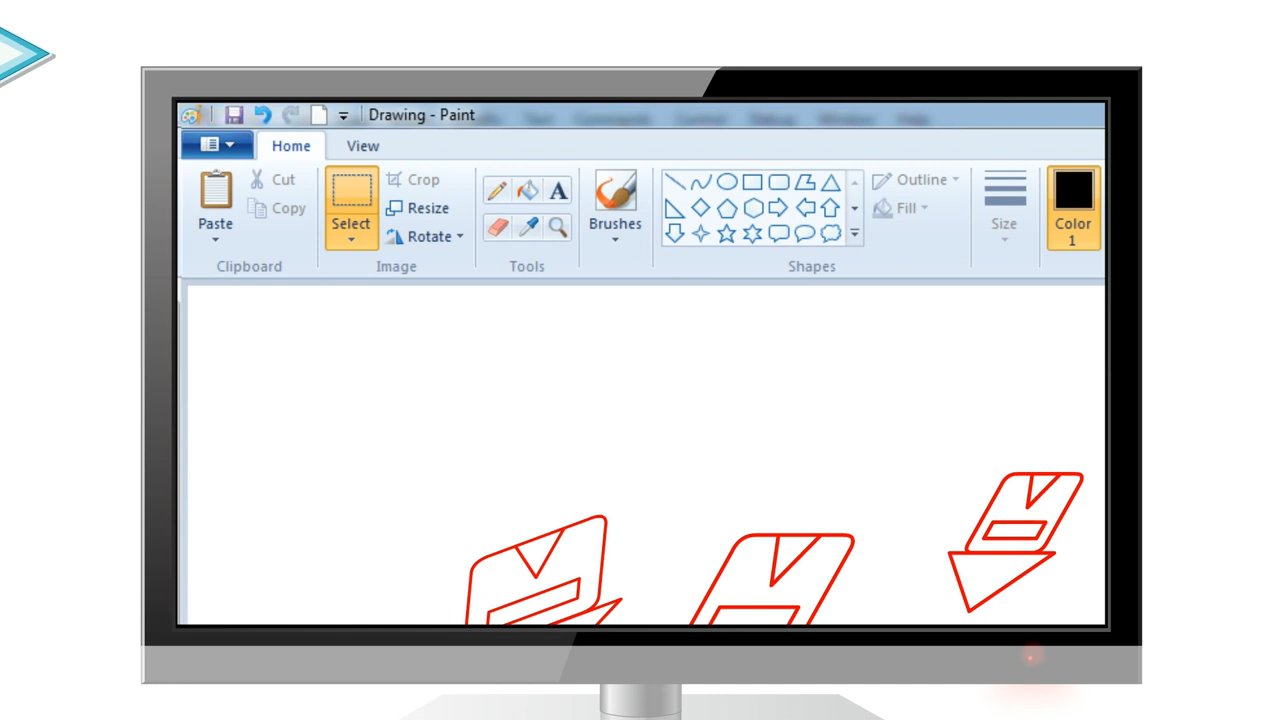 Drawing - Paint
Home View
Cut
Copy
Paste
Clipboard
Select
Crop
Resize
Rotate
Image
A
Tools
Brushes
Outline
Fill
Shapes
Size
Color
1